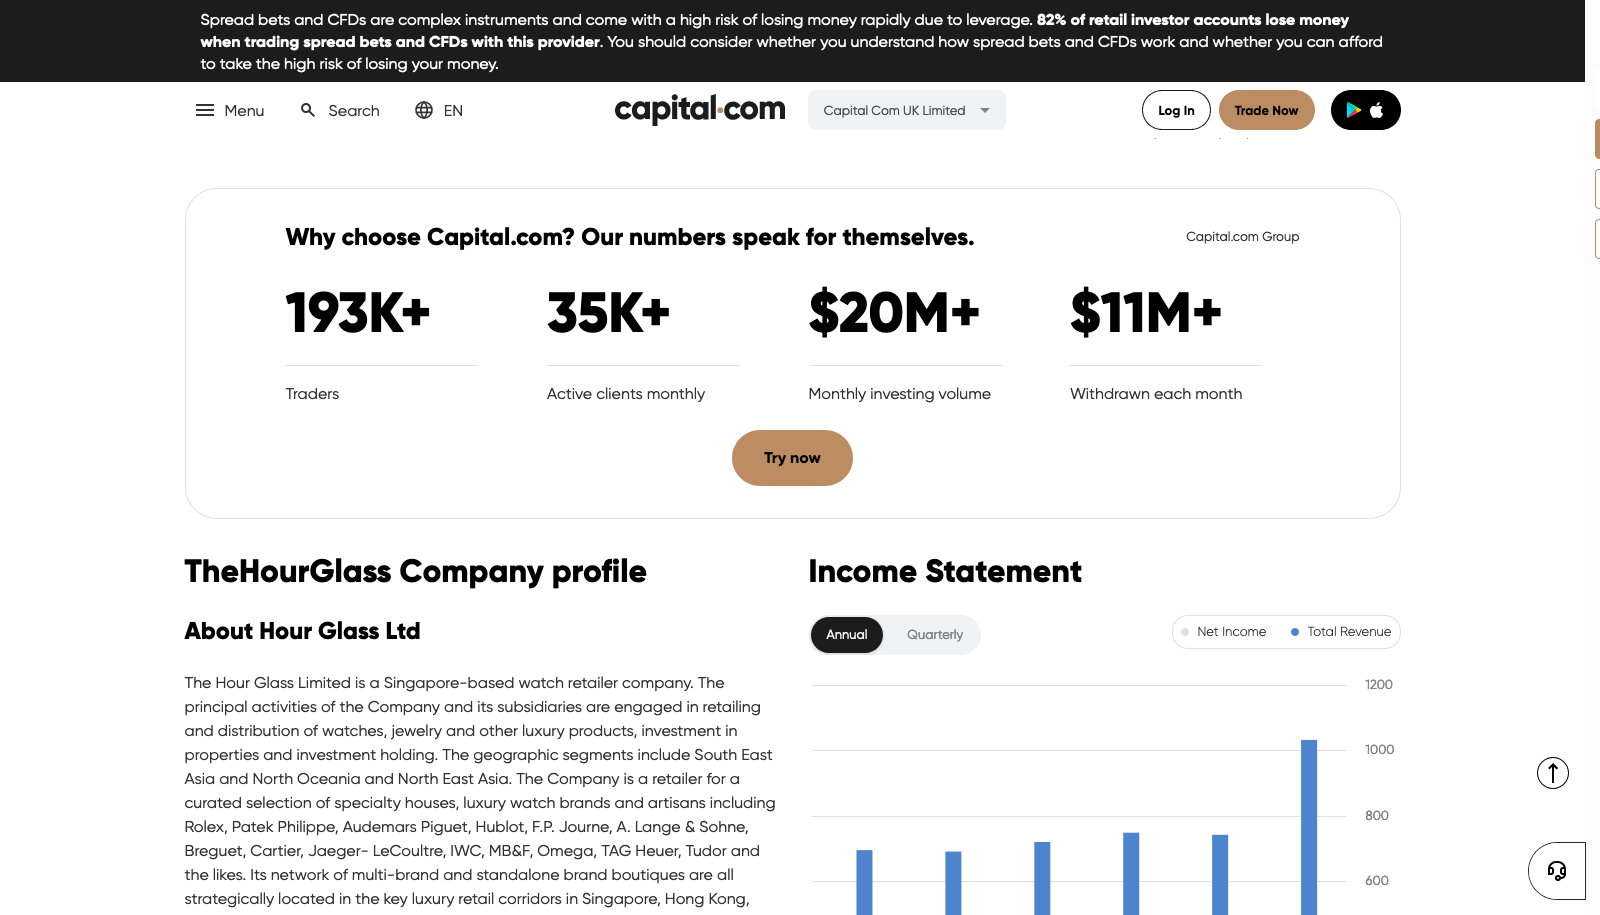 Spread bets and CFDs are complex instruments and come with a high risk of losing money rapidly due to leverage. 82% of retail investor accounts lose money
when trading spread bets and CFDs with this provider. You should consider whether you understand how spread bets and CFDs work and whether you can afford
to take the high risk of losing your money.
Menu
Search
EN
capital.com
Capital Com UK Limited
Log In
Trade Now
Why choose Capital.com? Our numbers speak for themselves.
Capital.com Group
193K+
35K+
$20M+
$11M+
Traders
Active clients monthly
Monthly investing volume
Withdrawn each month
Try now
TheHourGlass Company profile
About Hour Glass Ltd
The Hour Glass Limited is a Singapore-based watch retailer company. The
principal activities of the Company and its subsidiaries are engaged in retailing
and distribution of watches, jewelry and other luxury products, investment in
properties and investment holding. The geographic segments include South East
Asia and North Oceania and North East Asia. The Company is a retailer for a
curated selection of specialty houses, luxury watch brands and artisans including
Rolex, Patek Philippe, Audemars Piguet, Hublot, F.P. Journe, A. Lange & Sohne,
Breguet, Cartier, Jaeger- LeCoultre, IWC, MB&F, Omega, TAG Heuer, Tudor and
the likes. Its network of multi-brand and standalone brand boutiques are all
strategically located in the key luxury retail corridors in Singapore, Hong Kong,
Income Statement
Annual
Quarterly
Net Income
Total Revenue
1200
1000
800
600